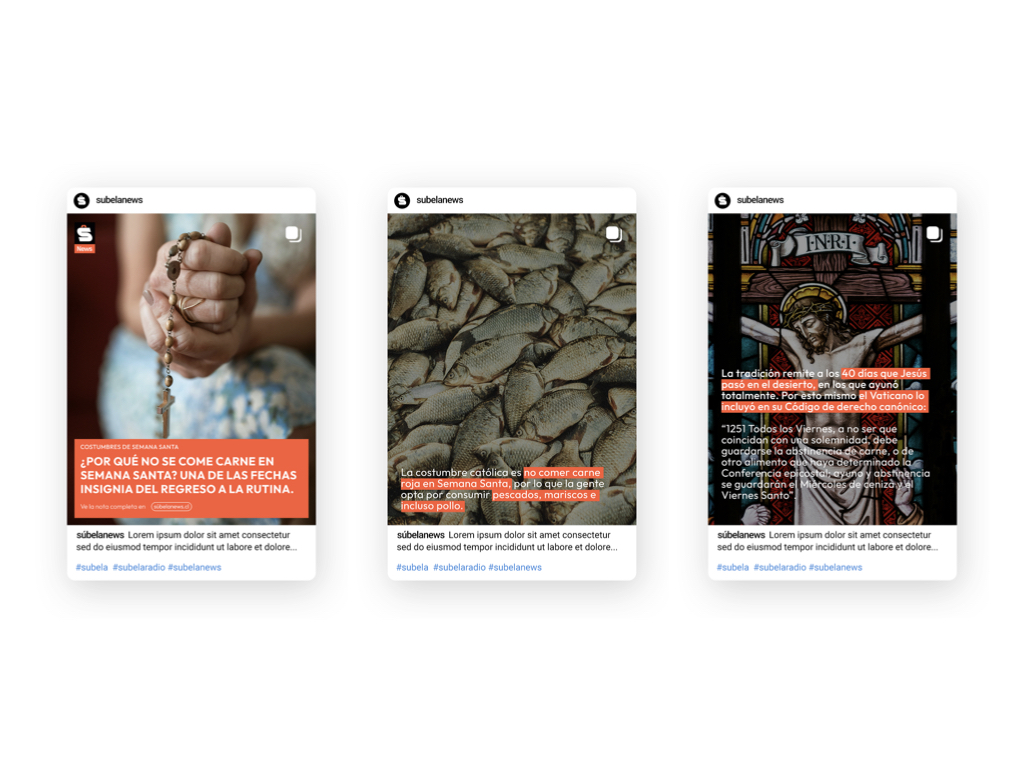 subelanews
News
COSTUMBRES DE SEMANA SANTA
¿POR QUÉ NO SE COME CARNE EN
SEMANA SANTA? UNA DE LAS FECHAS
INSIGNIA DEL REGRESO A LA RUTINA.
Ve la nota completa en súbelanews.cl
súbelanews Lorem ipsum dolor sit amet consectetur
sed do eiusmod tempor incididunt ut labore et dolore...
#subela #subelaradio #subelanews
subelanews
La costumbre católica es no comer carne
roja en Semana Santa, por lo que la gente
opta por consumir pescados, mariscos e
incluso pollo.
súbelanews Lorem ipsum dolor sit amet consectetur
sed do eiusmod tempor incididunt ut labore et dolore...
#subela #subelaradio #subelanews
subelanews
I·N·R·I·
La tradición remite a los 40 días que Jesús
pasó en el desierto, en los que ayunó
totalmente. Por esto mismo el Vaticano lo
incluyó en su Código de derecho canónico:
“1251 Todos los Viernes, a no ser que
coincidan con una solemnidad, debe
guardarse la abstinencia de carne, o de
otro alimento que haya determinado la
Conferencia episcotal; ayuno y abstinencia
se guardarán el Miércoles de ceniza y el
Viernes Santo”.
súbelanews Lorem ipsum dolor sit amet consectetur
sed do eiusmod tempor incididunt ut labore et dolore...
#subela #subelaradio #subelanews